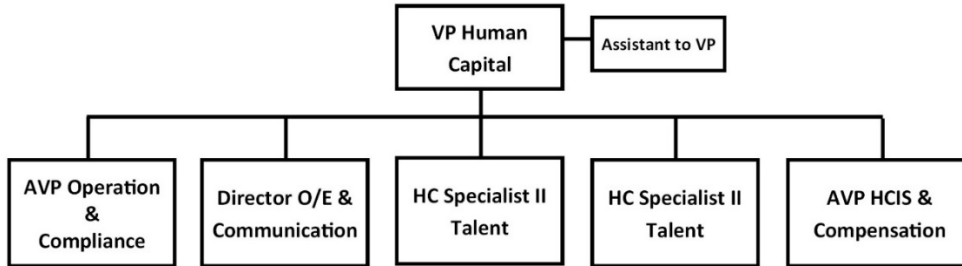 VP Human
Capital
Assistant to VP
AVP Operation
&
Compliance
Director O/E &
Communication
HC Specialist II
Talent
HC Specialist II
Talent
AVP HCIS &
Compensation